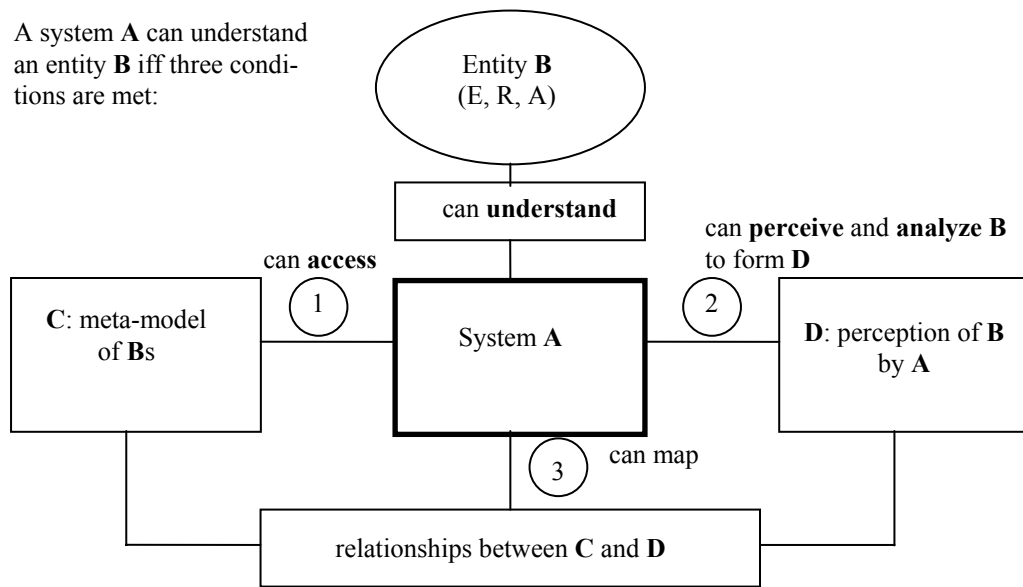 A system A can understand
an entity B iff three condi-
tions are met:
Entity B
(E, R, A)
can understand
can access
1
can perceive and analyze B
to form D
2
C: meta-model
of Bs
System A
D: perception of B
by A
3
can map
relationships between C and D